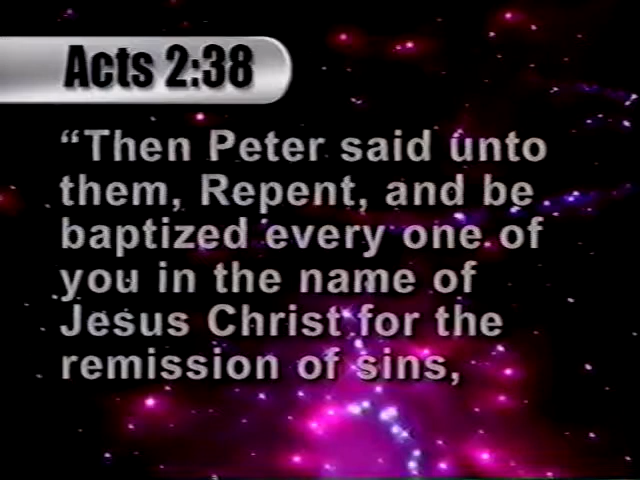 Acts 2:38
“Then Peter said unto
them, Repent, and be
baptized every one of
you in the name of
Jesus Christ for the
remission of sins,